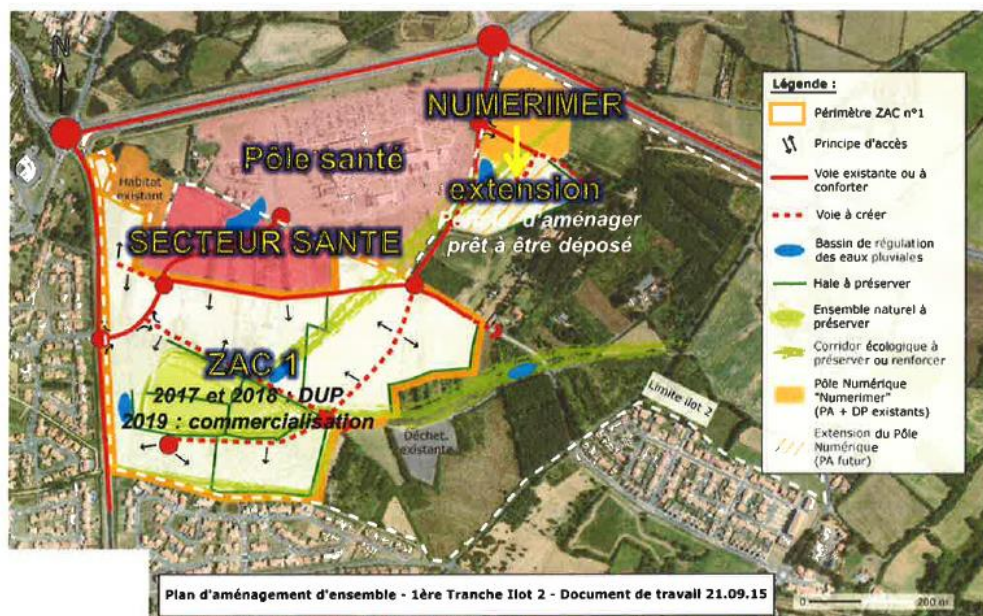 N
NUMERIMER
Pôle santé
extension
d'aménager
prêt à être déposé
Habitat
existant
SECTEUR SANTE
ZAC 1
2017 et 2018 : DUP
2019 : commercialisation
Déchet.
existante
Limite ilot 2
Légende :
Périmètre ZAC n°1
Principe d'accès
Voie existante ou à
conforter
Voie à créer
Bassin de régulation
des eaux pluviales
Haie à préserver
Ensemble naturel à
préserver
Corridor écologique à
préserver ou renforcer
Pôle Numérique
"Numerimer"
(PA + DP existants)
Extension du Pôle
Numérique
(PA futur)
Plan d'aménagement d'ensemble - 1ère Tranche Ilot 2 - Document de travail 21.09.15
0 200 m